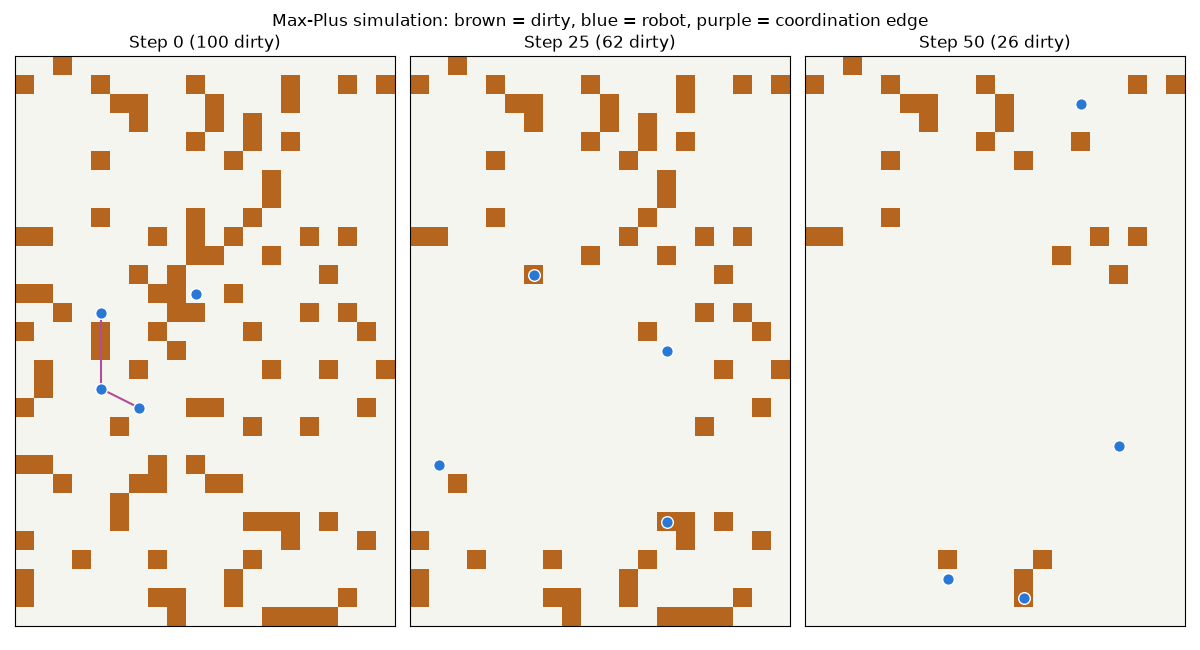 Max-Plus simulation: brown = dirty, blue = robot, purple = coordination edge
Step 0 (100 dirty)
Step 25 (62 dirty)
Step 50 (26 dirty)